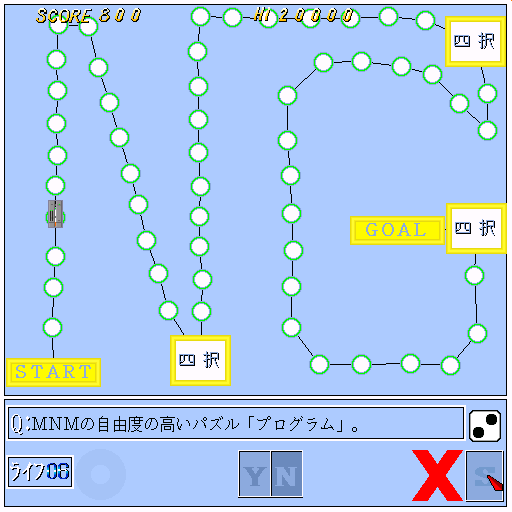 SCORE 800 HI 20000
四択
GOAL
四択
四択
START
Q:MNMの自由度の高いパズル「プログラム」。
ライフ08
Y N
X
S